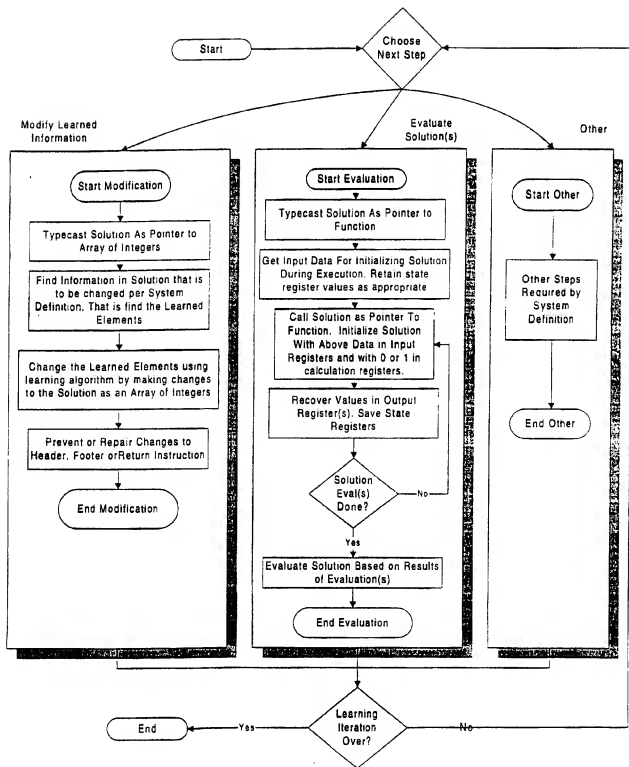 Start
Choose
Next Step
Modify Learned
Information
Evaluate
Solution(s)
Other
Start Modification
Typecast Solution As Pointer to
Array of Integers
Find Information in Solution that is
to be changed per System
Definition. That is find the Learned
Elements
Change the Learned Elements using
learning algorithm by making changes
to the Solution as an Array of Integers
Prevent or Repair Changes to
Header, Footer orReturn Instruction
End Modification
Start Evaluation
Typecast Solution As Pointer to
Function
Get Input Data For Initializing Solution
During Execution. Retain state
register values as appropriate
Call Solution as Pointer To
Function. Initialize Solution
With Above Data in Input
Registers and with 0 or 1 in
calculation registers.
Recover Values in Output
Register(s). Save State
Registers
Solution
Eval(s)
Done?
No
Yes
Evaluate Solution Based on Results
of Evaluation(s)
End Evaluation
Start Other
Other Steps
Required by
System
Definition
End Other
Learning
Iteration
Over?
Yes
No
End